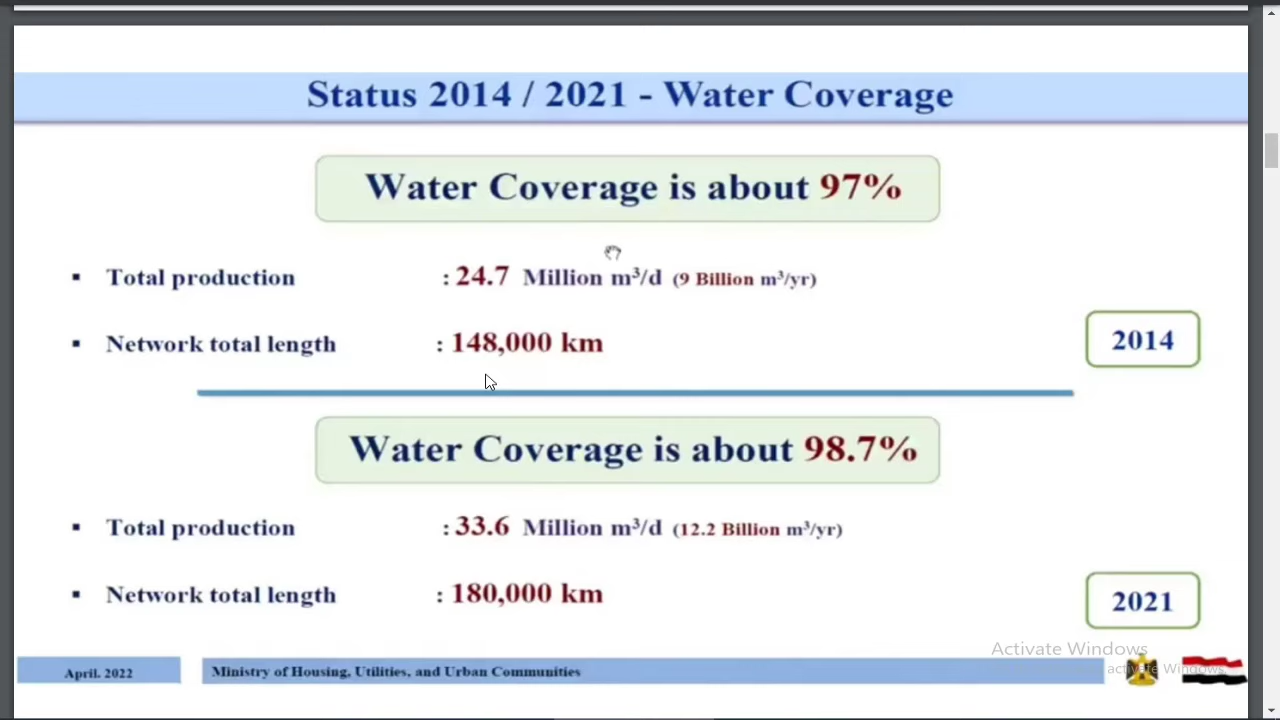 Status 2014 / 2021 - Water Coverage
Water Coverage is about 97%
▪ Total production : 24.7 Million m³/d (9 Billion m³/yr)
▪ Network total length : 148,000 km
2014
Water Coverage is about 98.7%
▪ Total production : 33.6 Million m³/d (12.2 Billion m³/yr)
▪ Network total length : 180,000 km
2021
Activate Windows
activate Windows
April. 2022
Ministry of Housing, Utilities, and Urban Communities